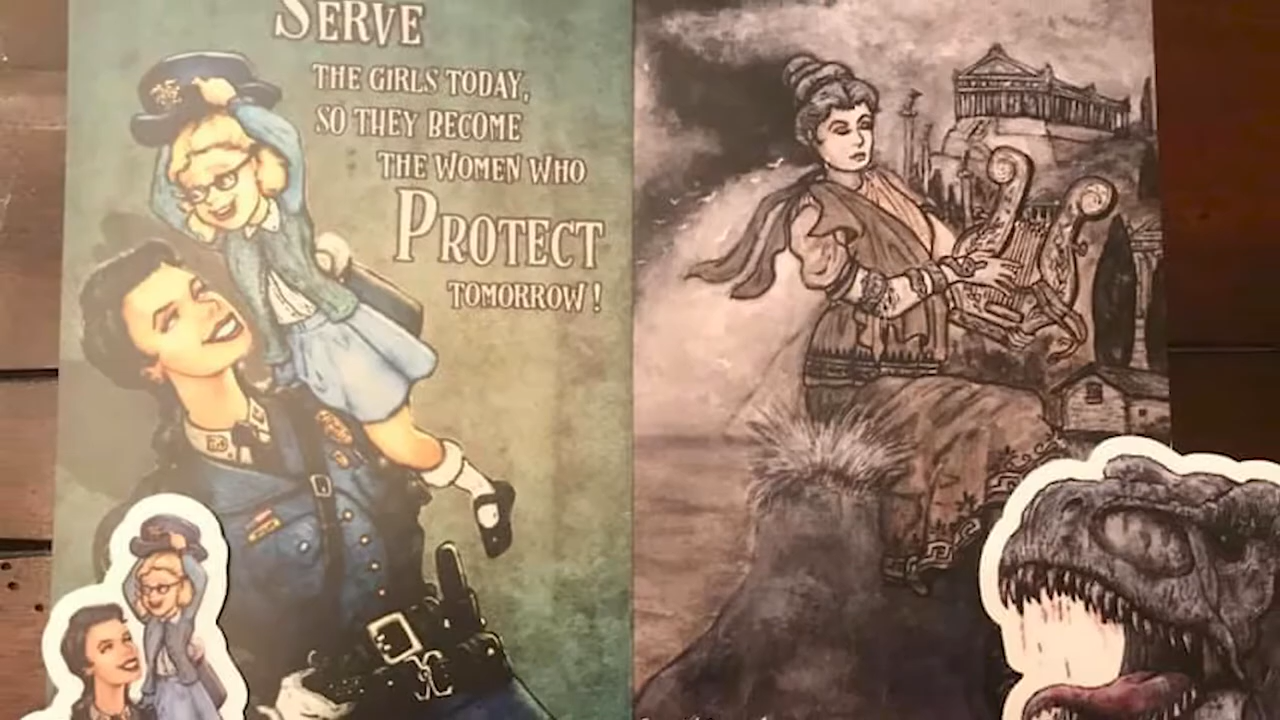 SERVE
THE GIRLS TODAY,
SO THEY BECOME
THE WOMEN WHO
PROTECT
TOMORROW!